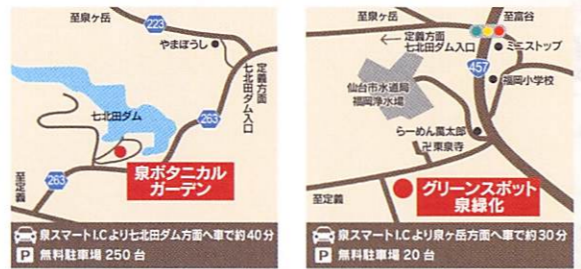 至泉ヶ岳
223
やまぼうし
定義方面
七北田ダム入口
七北田ダム
263
263
至定義
泉ボタニカル
ガーデン
泉スマートI.Cより七北田ダム方面へ車で約40分
P 無料駐車場 250台
至泉ヶ岳
至富谷
定義方面
七北田ダム入口
ミニストップ
457
福岡小学校
仙台市水道局
福岡浄水場
らーめん萬太郎
卍東泉寺
至定義
グリーンスポット
泉緑化
泉スマートI.Cより泉ヶ岳方面へ車で約30分
P 無料駐車場 20台